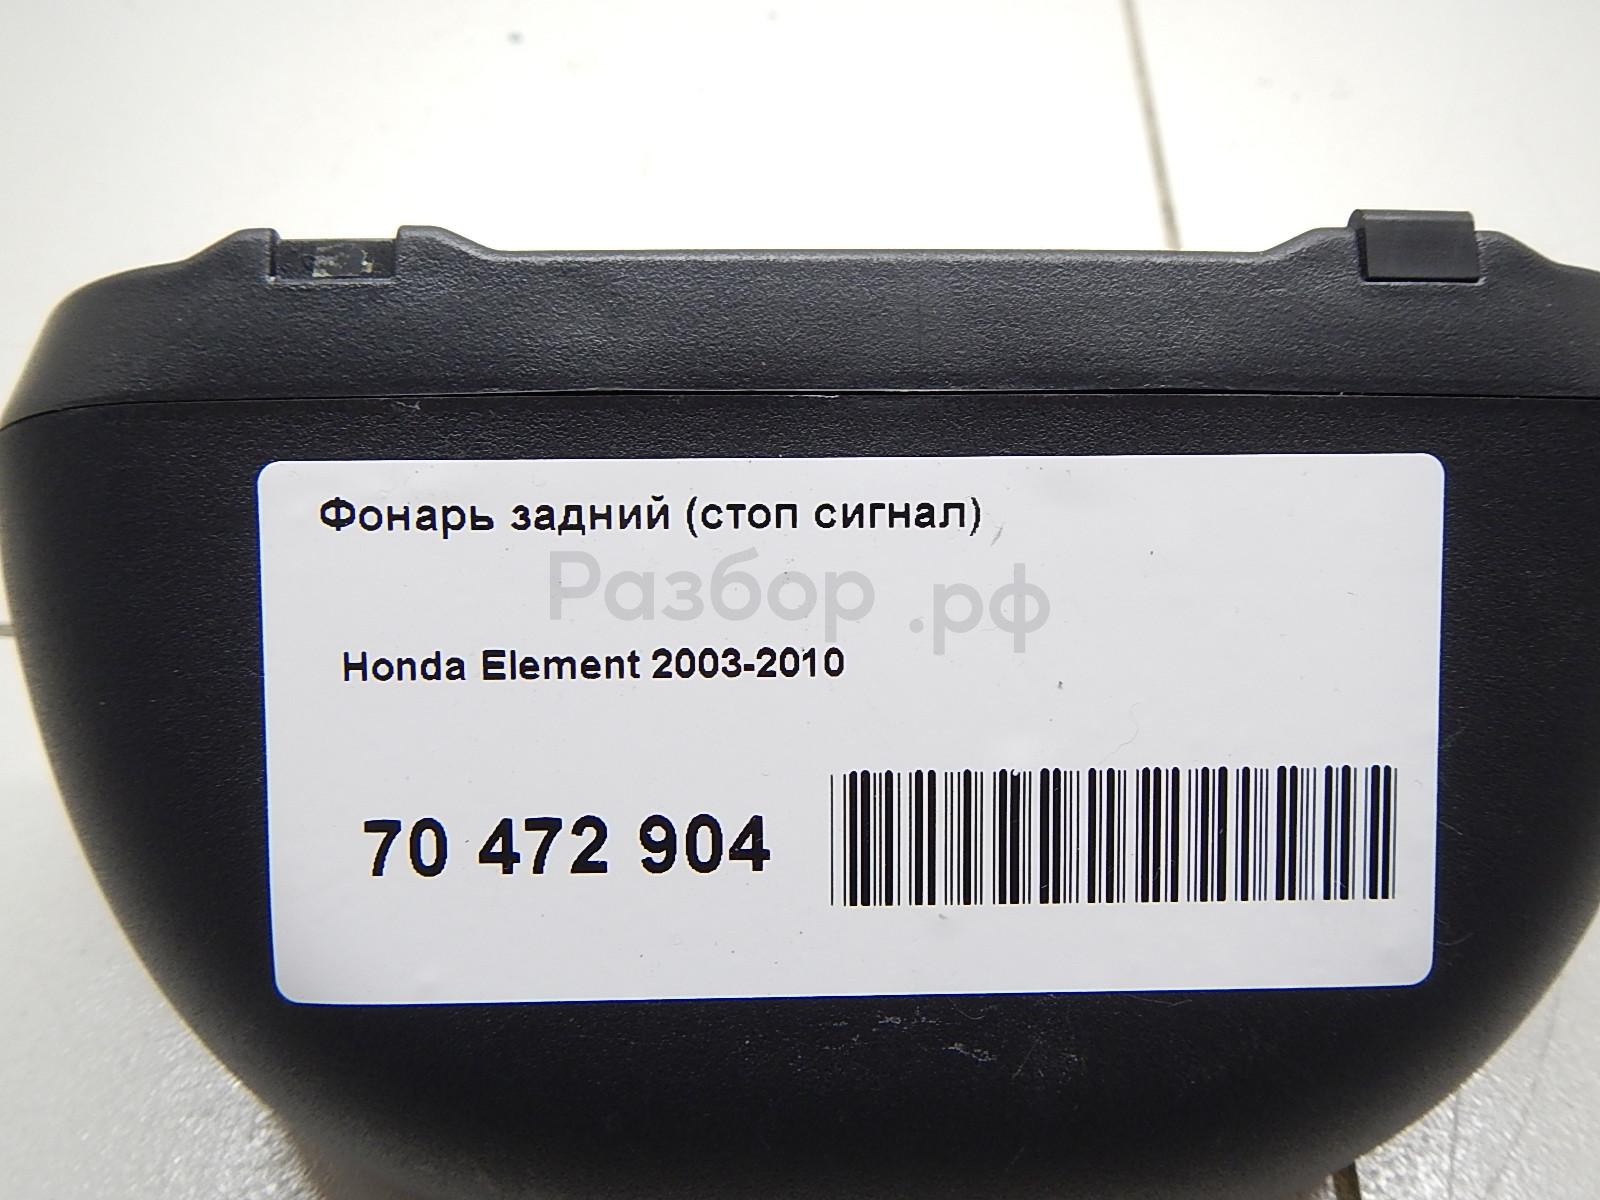 Фонарь задний (стоп сигнал)
Разбор.рф
Honda Element 2003-2010
70 472 904